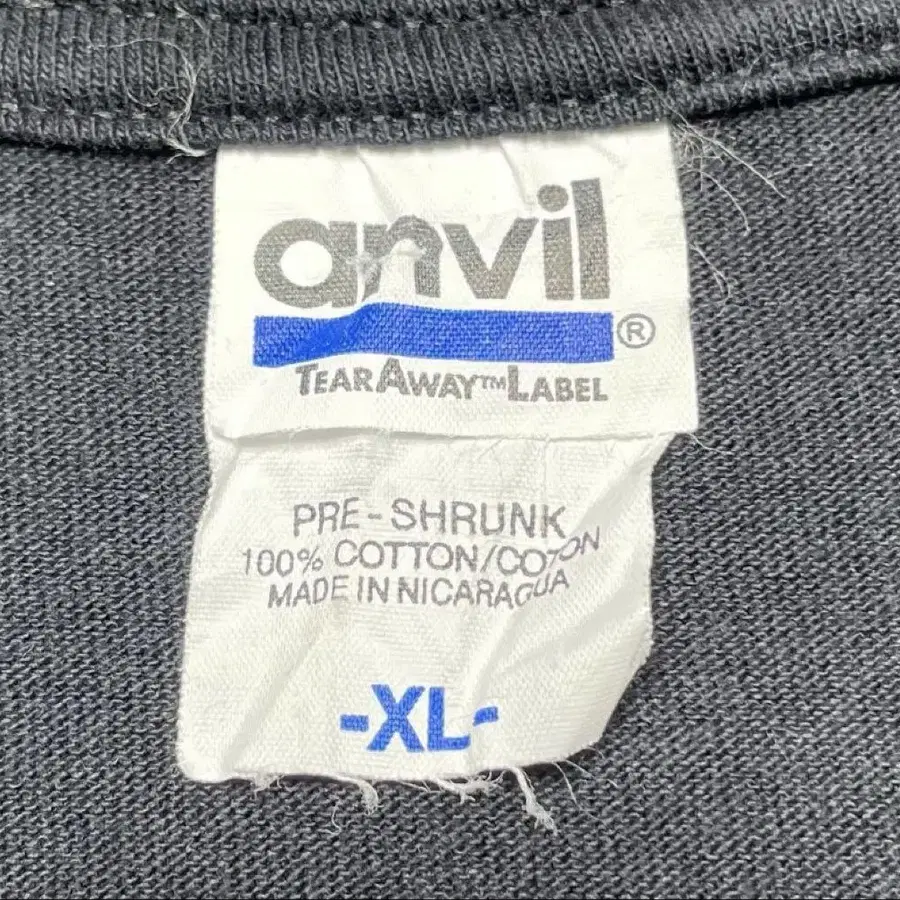 anvil®
TEARAWAY™LABEL
PRE-SHRUNK
100% COTTON/COTON
MADE IN NICARAGUA
-XL-